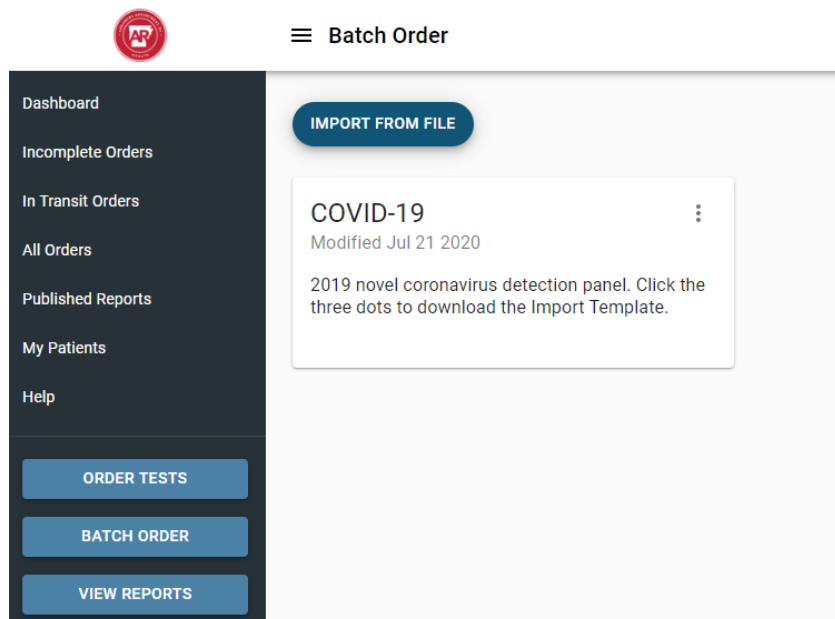 AR
Batch Order
Dashboard
Incomplete Orders
In Transit Orders
All Orders
Published Reports
My Patients
Help
ORDER TESTS
BATCH ORDER
VIEW REPORTS
IMPORT FROM FILE
COVID-19
Modified Jul 21 2020
2019 novel coronavirus detection panel. Click the
three dots to download the Import Template.